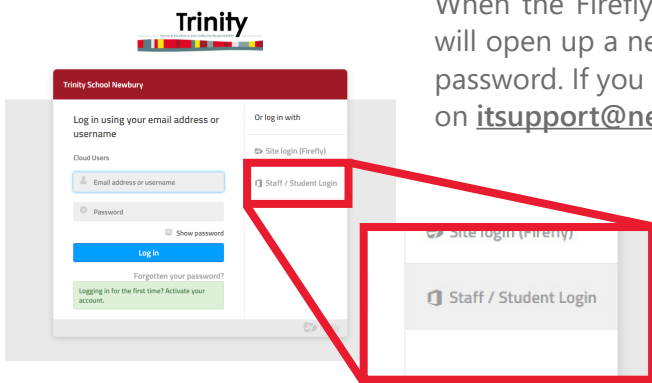 Trinity
When the Firefly
will open up a ne
password. If you
on itsupport@ne
Trinity School Newbury
Log in using your email address or
username
Cloud Users
Email address or username
Password
Show password
Log in
Forgotten your password?
Logging in for the first time? Activate your
account.
Or log in with
Site login (Firefly)
Staff / Student Login
Site login (Firefly)
Staff / Student Login